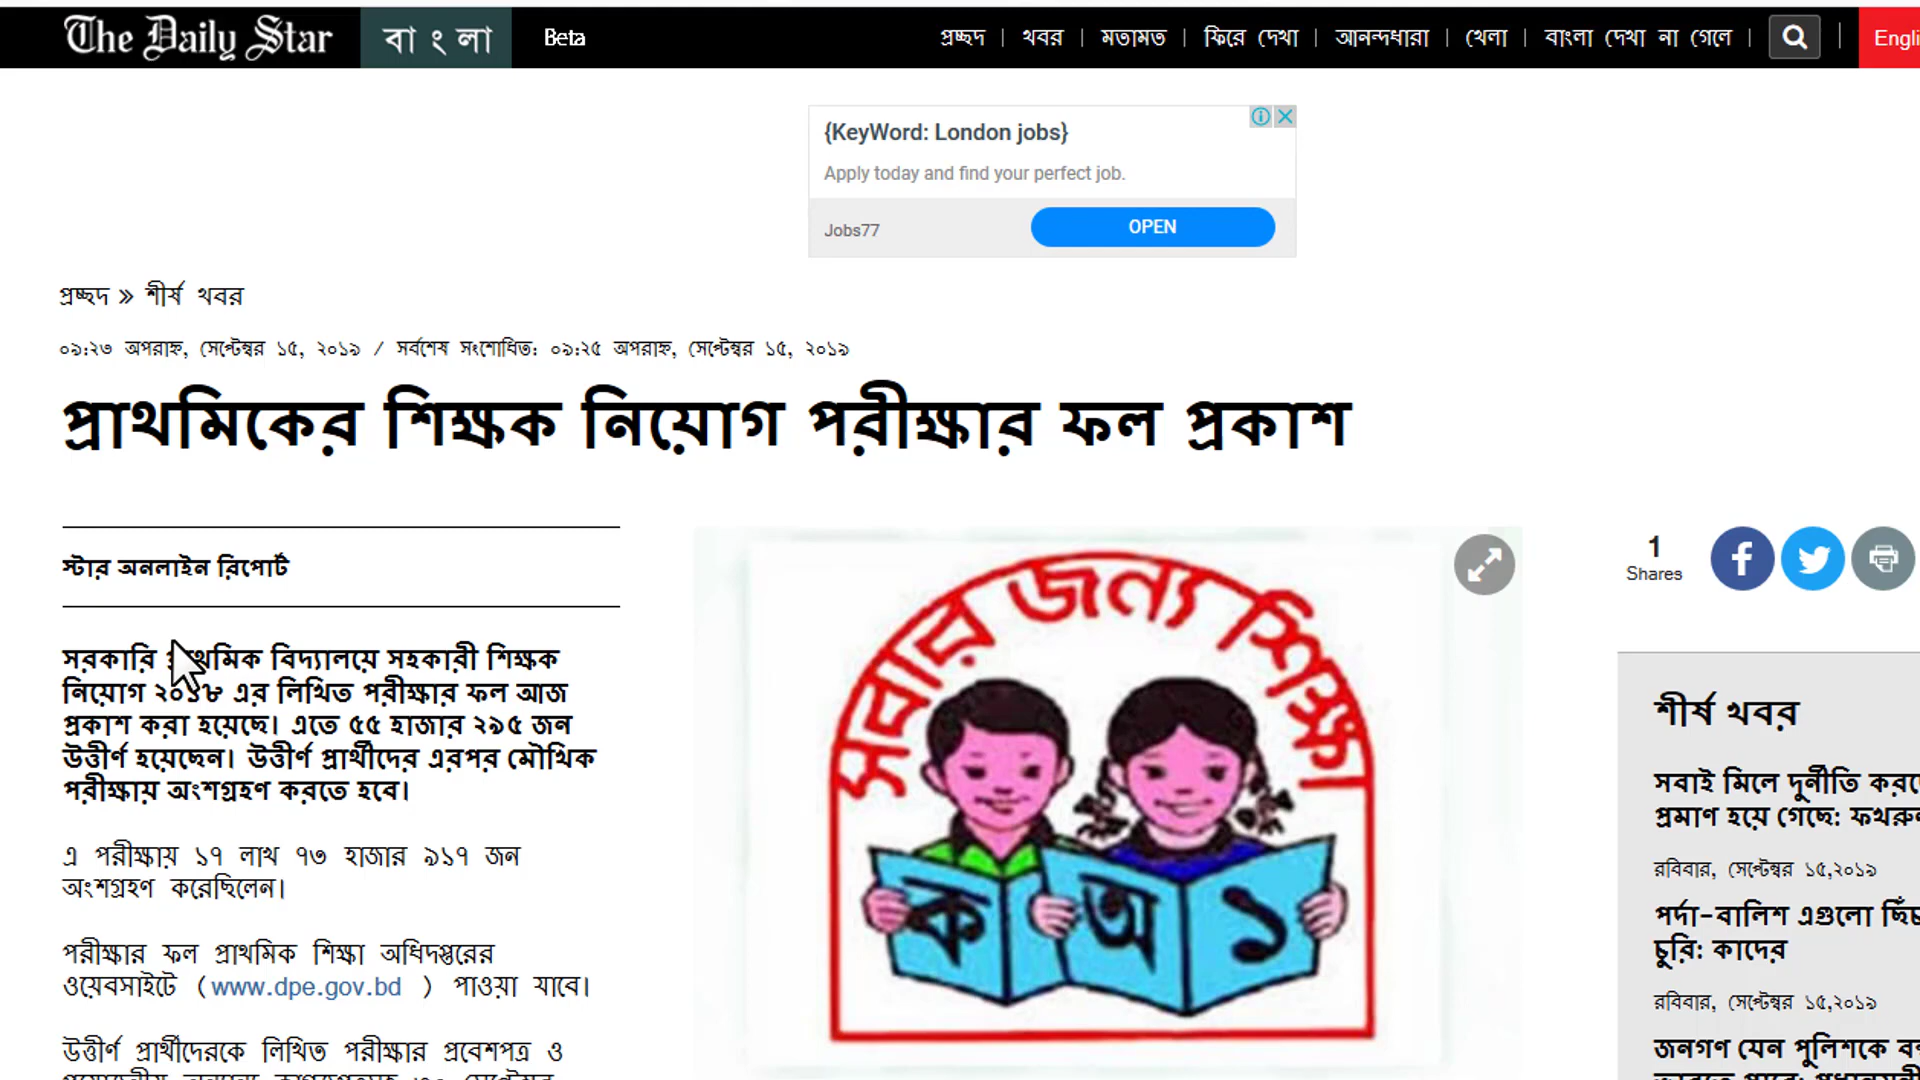 The Daily Star বাংলা Beta প্রচ্ছদ | খবর | মতামত | ফিরে দেখা | আনন্দধারা | খেলা | বাংলা দেখা না গেলে | Engli
{KeyWord: London jobs}
Apply today and find your perfect job.
Jobs77 OPEN
প্রচ্ছদ » শীর্ষ খবর
০৯:২৩ অপরাহ্ন, সেপ্টেম্বর ১৫, ২০১৯ / সর্বশেষ সংশোধিত: ০৯:২৫ অপরাহ্ন, সেপ্টেম্বর ১৫, ২০১৯
প্রাথমিকের শিক্ষক নিয়োগ পরীক্ষার ফল প্রকাশ
স্টার অনলাইন রিপোর্ট
সরকারি প্রাথমিক বিদ্যালয়ে সহকারী শিক্ষক
নিয়োগ ২০১৮ এর লিখিত পরীক্ষার ফল আজ
প্রকাশ করা হয়েছে। এতে ৫৫ হাজার ২৯৫ জন
উত্তীর্ণ হয়েছেন। উত্তীর্ণ প্রার্থীদের এরপর মৌখিক
পরীক্ষায় অংশগ্রহণ করতে হবে।
এ পরীক্ষায় ১৭ লাখ ৭৩ হাজার ৯১৭ জন
অংশগ্রহণ করেছিলেন।
পরীক্ষার ফল প্রাথমিক শিক্ষা অধিদপ্তরের
ওয়েবসাইটে (www.dpe.gov.bd ) পাওয়া যাবে।
উত্তীর্ণ প্রার্থীদেরকে লিখিত পরীক্ষার প্রবেশপত্র ও
সবার জন্য শিক্ষা
ক অ ১
1
Shares
শীর্ষ খবর
সবাই মিলে দুর্নীতি
প্রমাণ হয়ে গেছে:
রবিবার, সেপ্টেম্বর ১৫,২০১৯
পর্দা-বালিশ এগুলো
চুরি: কাদের
রবিবার, সেপ্টেম্বর ১৫,২০১৯
জনগণ যেন পুলিশকে